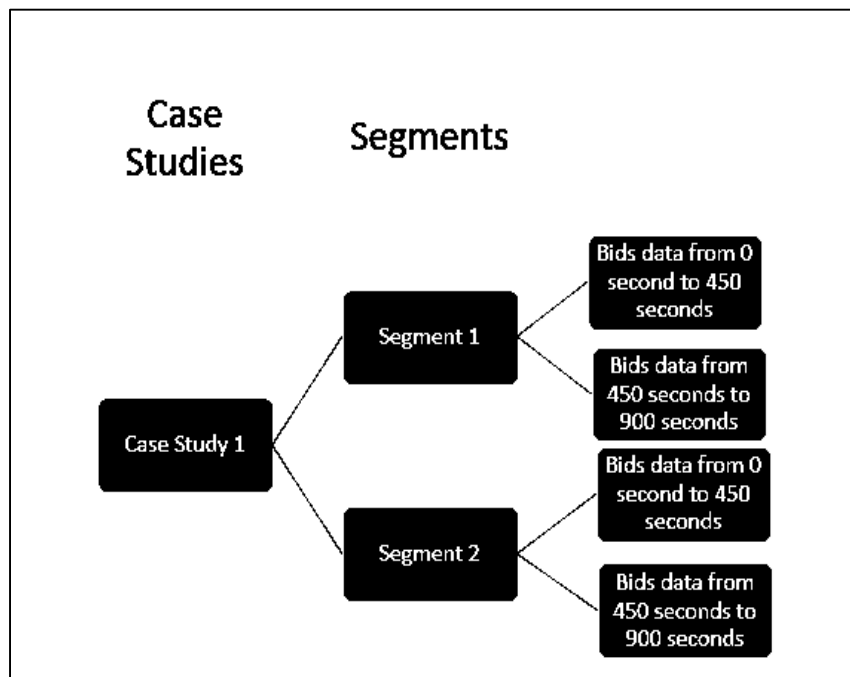 Case
Studies
Segments
Bids data from 0
second to 450
seconds
Segment 1
Bids data from
450 seconds to
900 seconds
Case Study 1
Bids data from 0
second to 450
seconds
Segment 2
Bids data from
450 seconds to
900 seconds